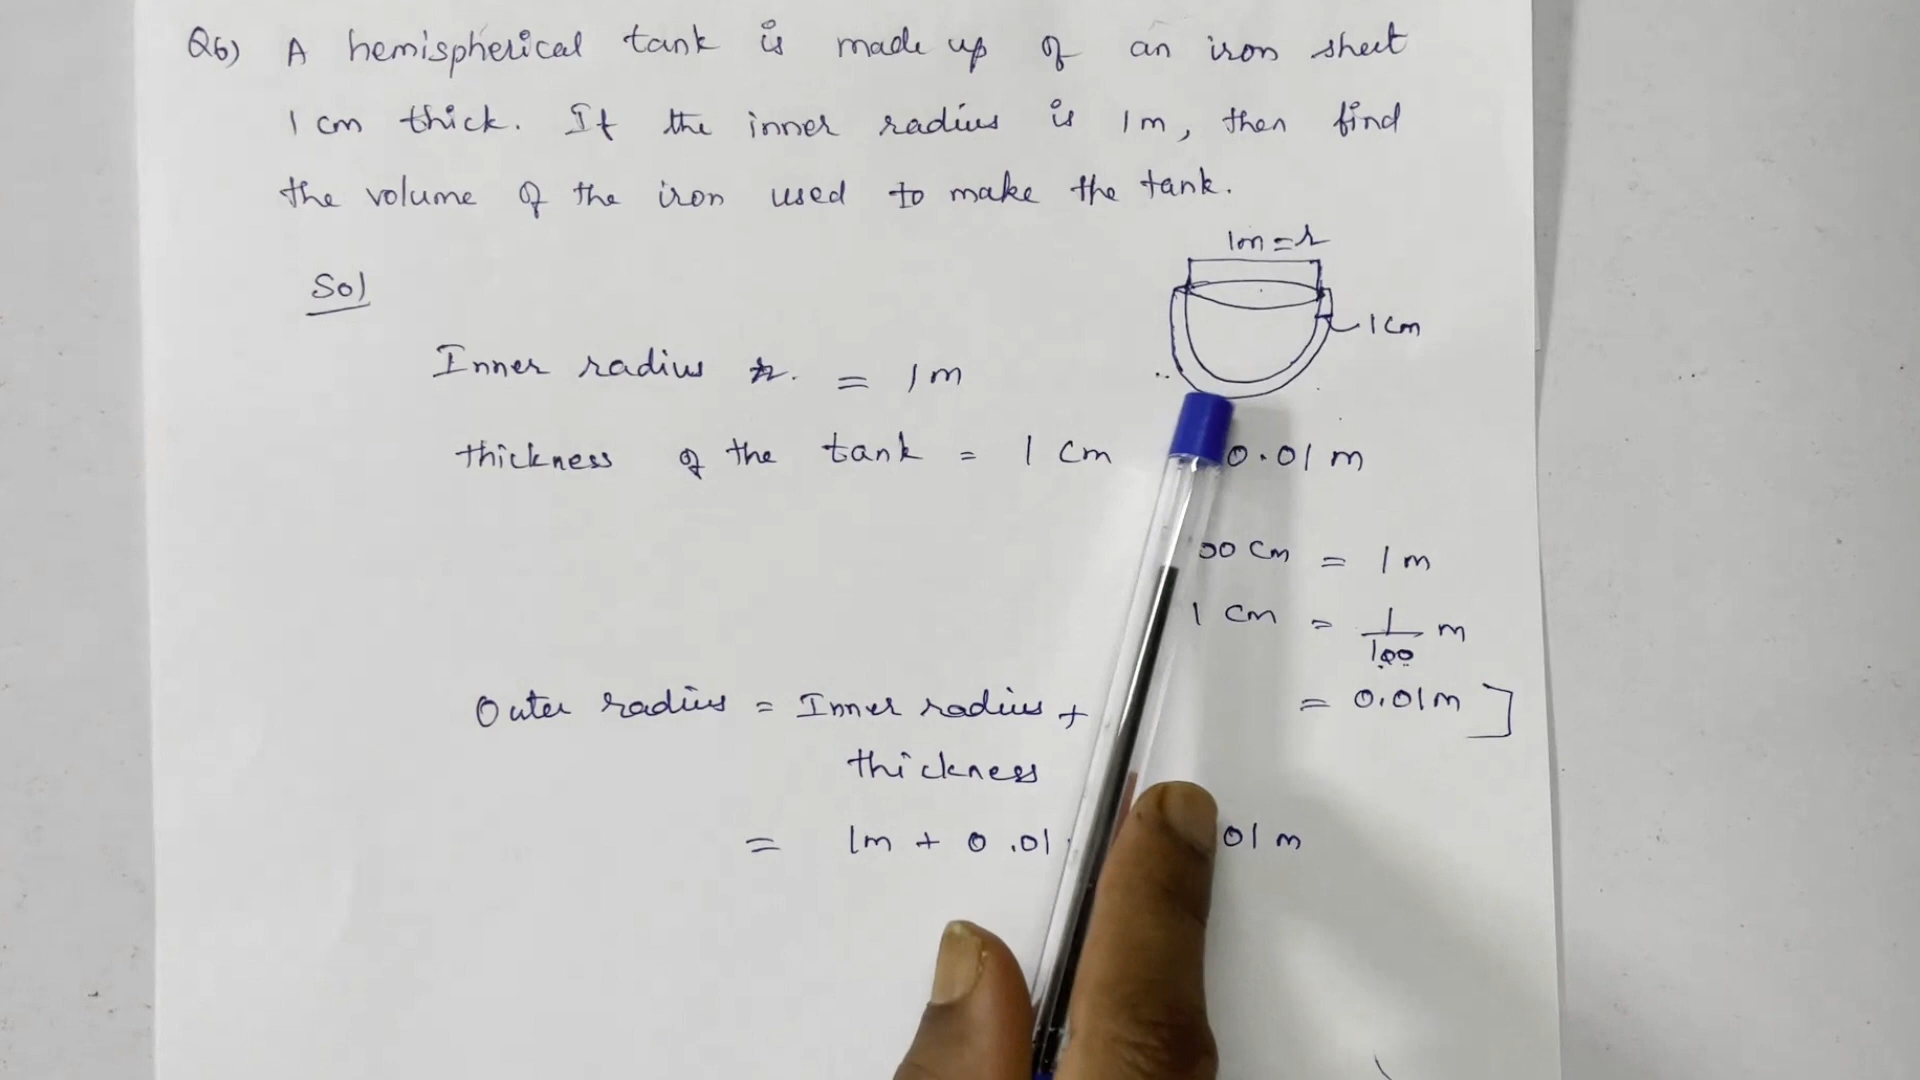 Q6) A hemispherical tank is made up of an iron sheet
1 cm thick. If the inner radius is 1m, then find
the volume of the iron used to make the tank.
1m = r
Sol
1cm
Inner radius r. = 1m
thickness of the tank = 1 cm 0.01 m
00 cm = 1m
1 cm = 1/100 m
Outer radius = Inner radius + = 0.01m ]
thickness
= 1m + 0.01 01 m